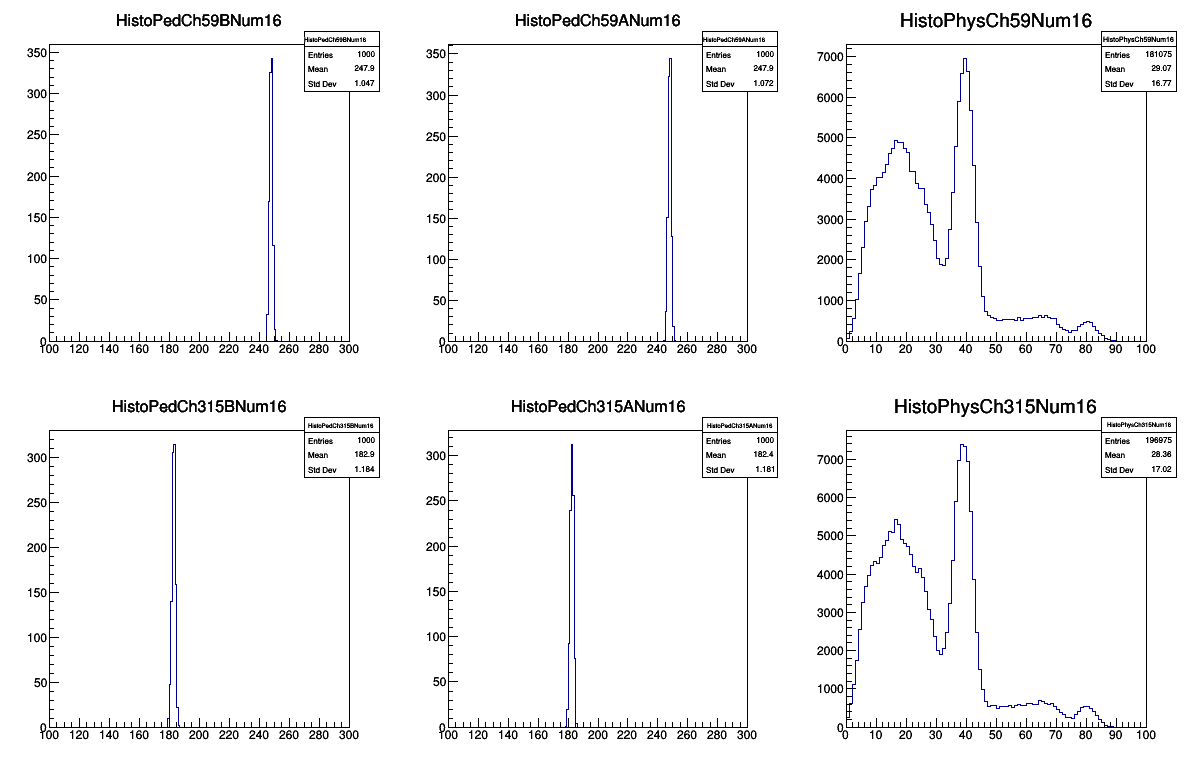 HistoPedCh59BNum16
HistoPedCh59BNum16
Entries 1000
Mean 247.9
Std Dev 1.047
350
300
250
200
150
100
50
0
100 120 140 160 180 200 220 240 260 280 300
HistoPedCh59ANum16
HistoPedCh59ANum16
Entries 1000
Mean 247.9
Std Dev 1.072
350
300
250
200
150
100
50
0
100 120 140 160 180 200 220 240 260 280 300
HistoPhysCh59Num16
HistoPhysCh59Num16
Entries 181075
Mean 29.07
Std Dev 16.77
7000
6000
5000
4000
3000
2000
1000
0
0 10 20 30 40 50 60 70 80 90 100
HistoPedCh315BNum16
HistoPedCh315BNum16
Entries 1000
Mean 182.9
Std Dev 1.184
300
250
200
150
100
50
0
100 120 140 160 180 200 220 240 260 280 300
HistoPedCh315ANum16
HistoPedCh315ANum16
Entries 1000
Mean 182.4
Std Dev 1.181
300
250
200
150
100
50
0
100 120 140 160 180 200 220 240 260 280 300
HistoPhysCh315Num16
HistoPhysCh315Num16
Entries 196975
Mean 28.36
Std Dev 17.02
7000
6000
5000
4000
3000
2000
1000
0
0 10 20 30 40 50 60 70 80 90 100